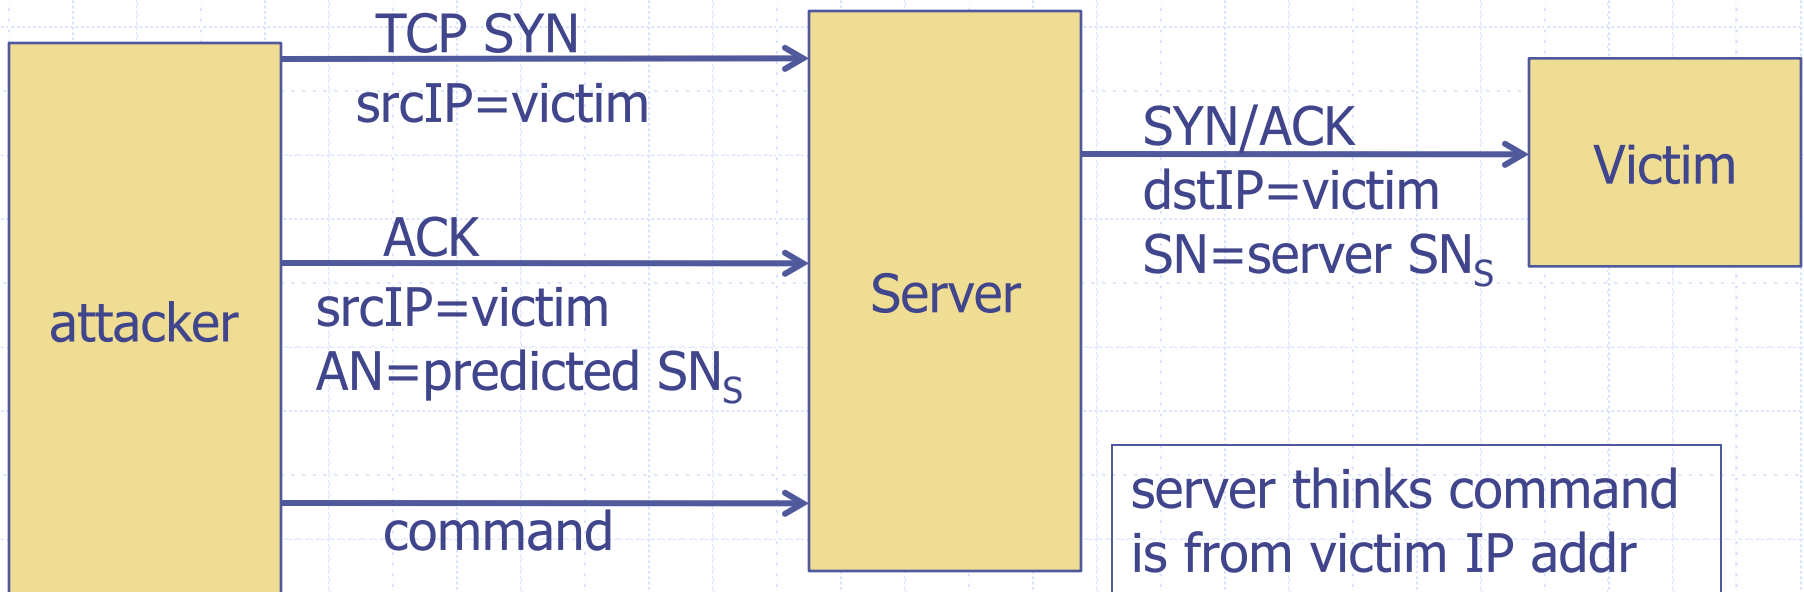 TCP SYN
srcIP=victim
SYN/ACK
dstIP=victim
SN=server SNS
Victim
ACK
srcIP=victim
AN=predicted SNS
attacker
Server
command
server thinks command
is from victim IP addr